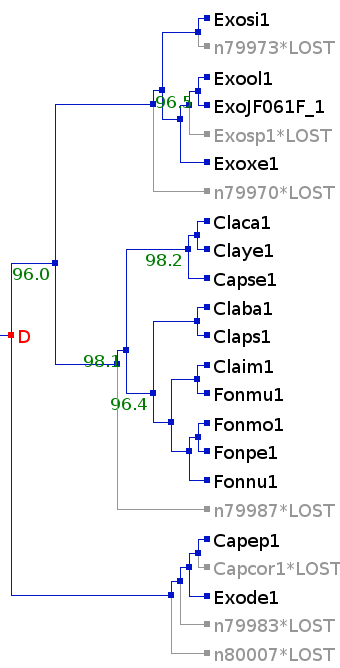 Exosi1
n79973*LOST
Exool1
96.5
ExoJF061F_1
Exosp1*LOST
Exoxe1
n79970*LOST
Claca1
Claye1
98.2
96.0
Capse1
Claba1
D
Claps1
98.1
Claim1
Fonmu1
96.4
Fonmo1
Fonpe1
Fonnu1
n79987*LOST
Capep1
Capcor1*LOST
Exode1
n79983*LOST
n80007*LOST